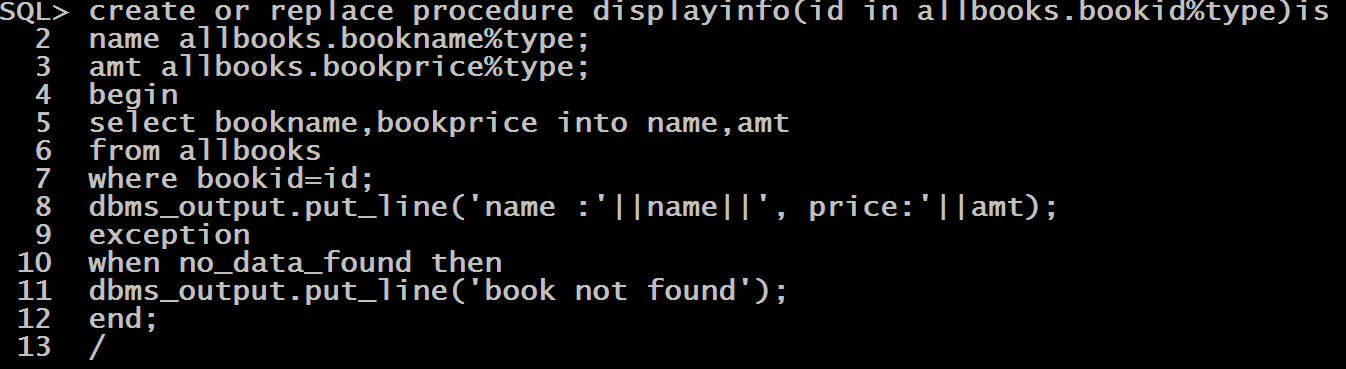 SQL> create or replace procedure displayinfo(id in allbooks.bookid%type)is
2 name allbooks.bookname%type;
3 amt allbooks.bookprice%type;
4 begin
5 select bookname,bookprice into name,amt
6 from allbooks
7 where bookid=id;
8 dbms_output.put_line('name :'||name||', price:'||amt);
9 exception
10 when no_data_found then
11 dbms_output.put_line('book not found');
12 end;
13 /